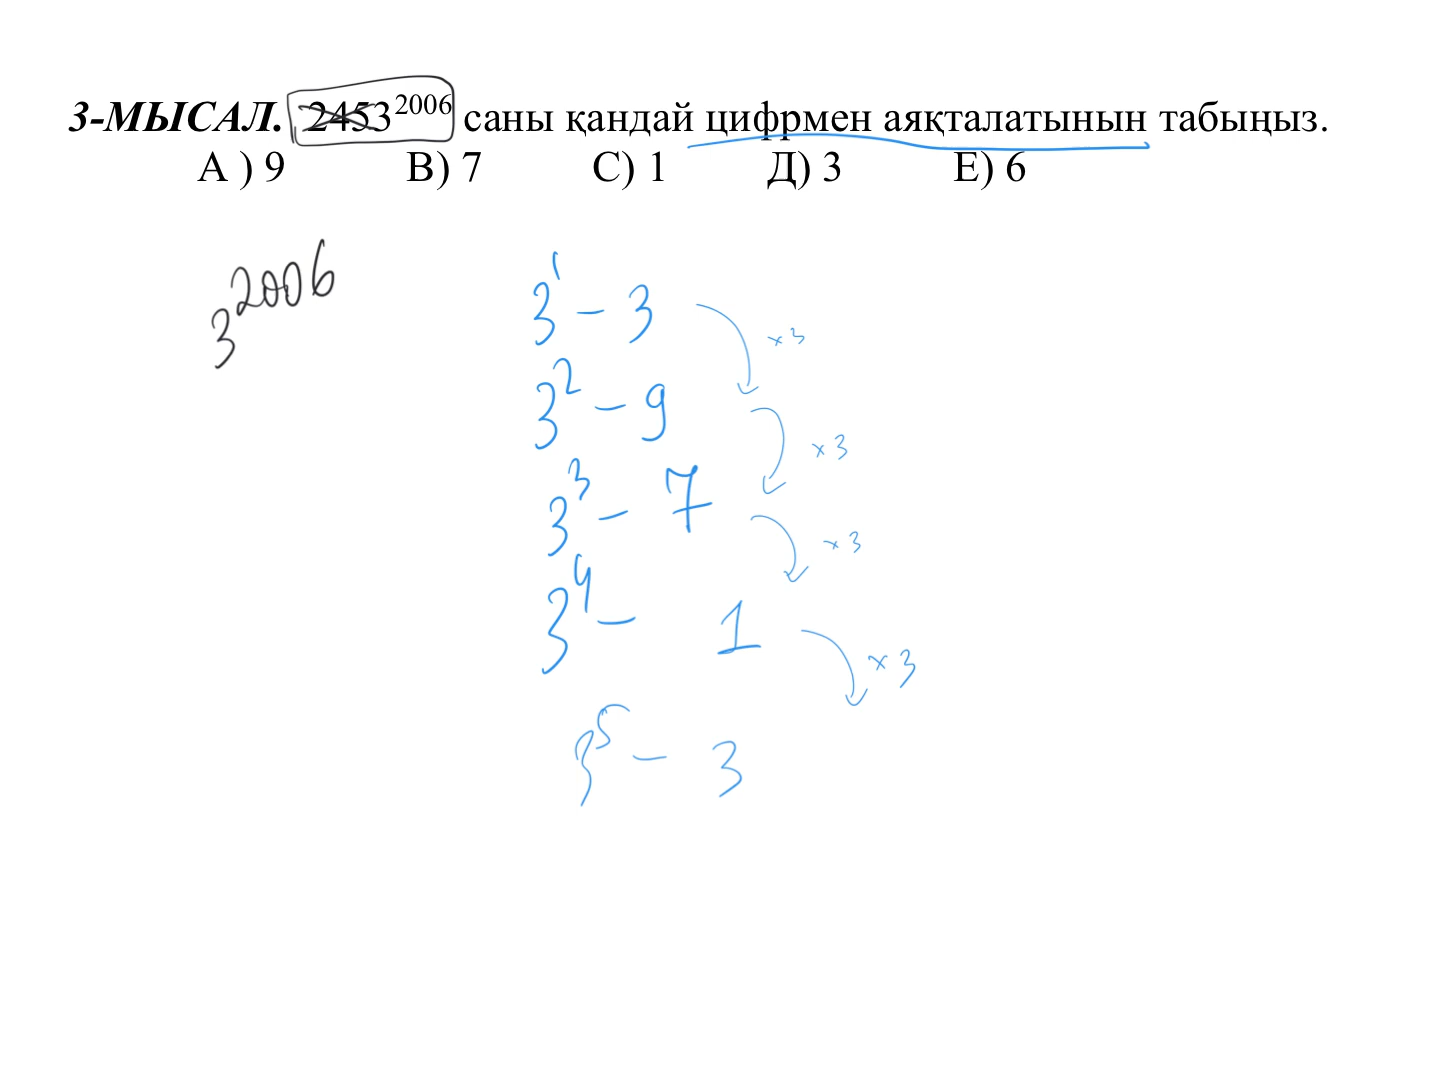 3-МЫСАЛ. 2453^2006 саны қандай цифрмен аяқталатынын табыңыз.
А ) 9 В) 7 С) 1 Д) 3 Е) 6
3^2006
3^1 - 3
×3
3^2 - 9
×3
3^3 - 7
×3
3^4 - 1
×3
3^5 - 3